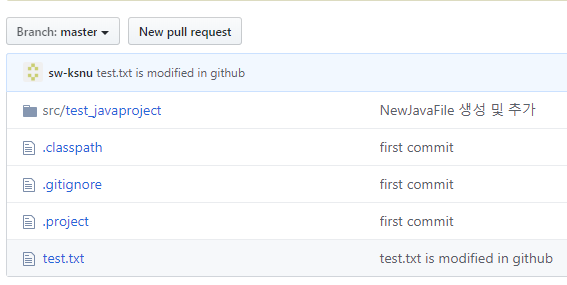 Branch: master New pull request
sw-ksnu test.txt is modified in github
src/test_javaproject NewJavaFile 생성 및 추가
.classpath first commit
.gitignore first commit
.project first commit
test.txt test.txt is modified in github